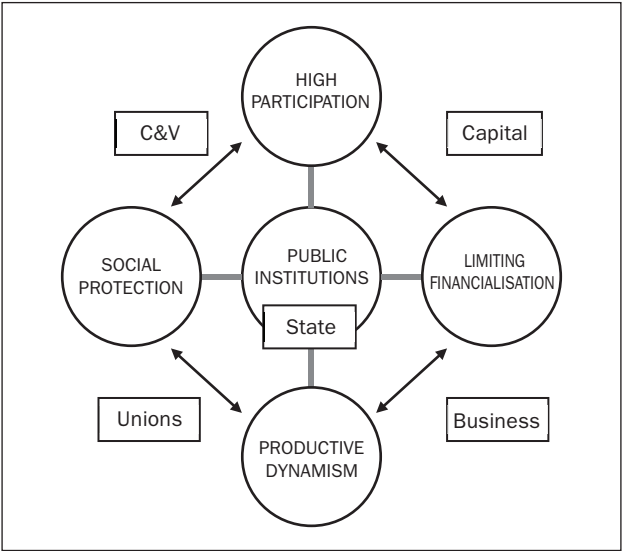 HIGH
PARTICIPATION
C&V
Capital
SOCIAL
PROTECTION
PUBLIC
INSTITUTIONS
LIMITING
FINANCIALISATION
State
Unions
Business
PRODUCTIVE
DYNAMISM